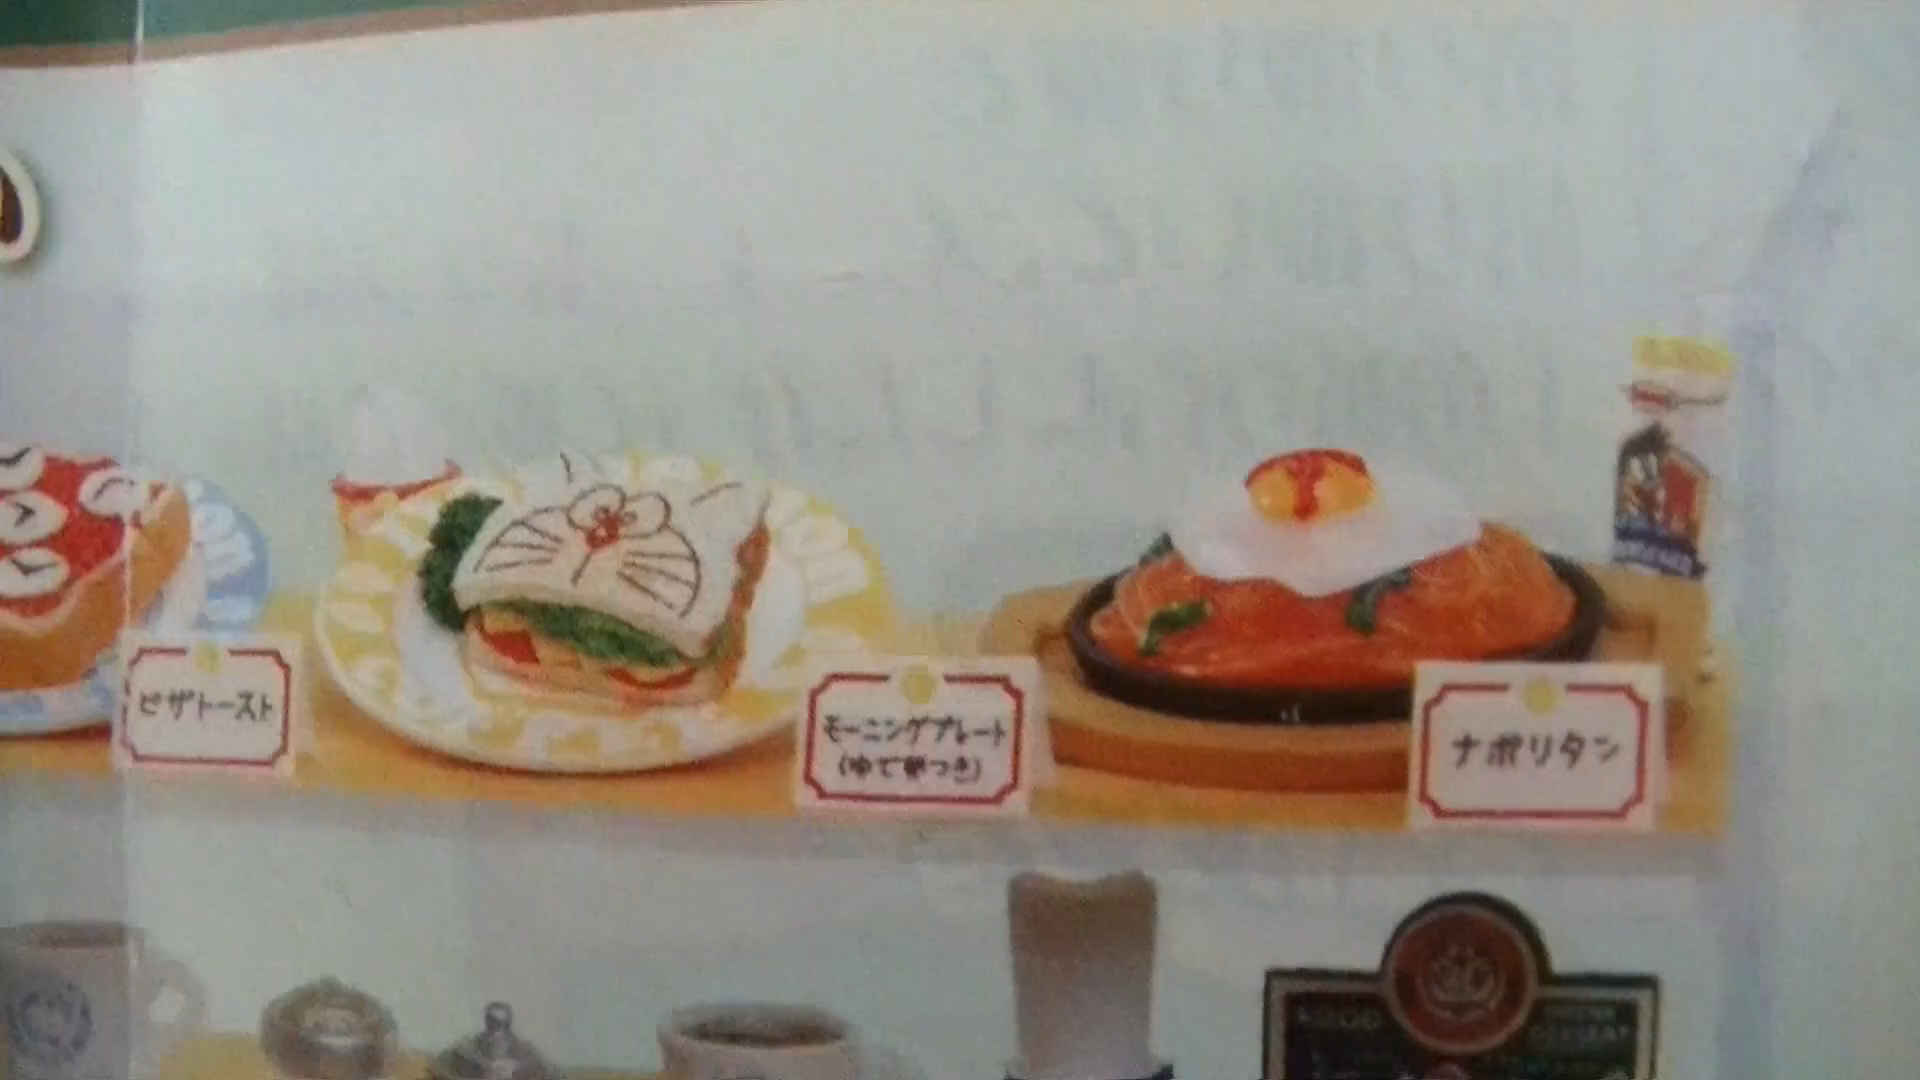 ピザトースト
モーニングプレート
(ゆで卵つき)
ナポリタン